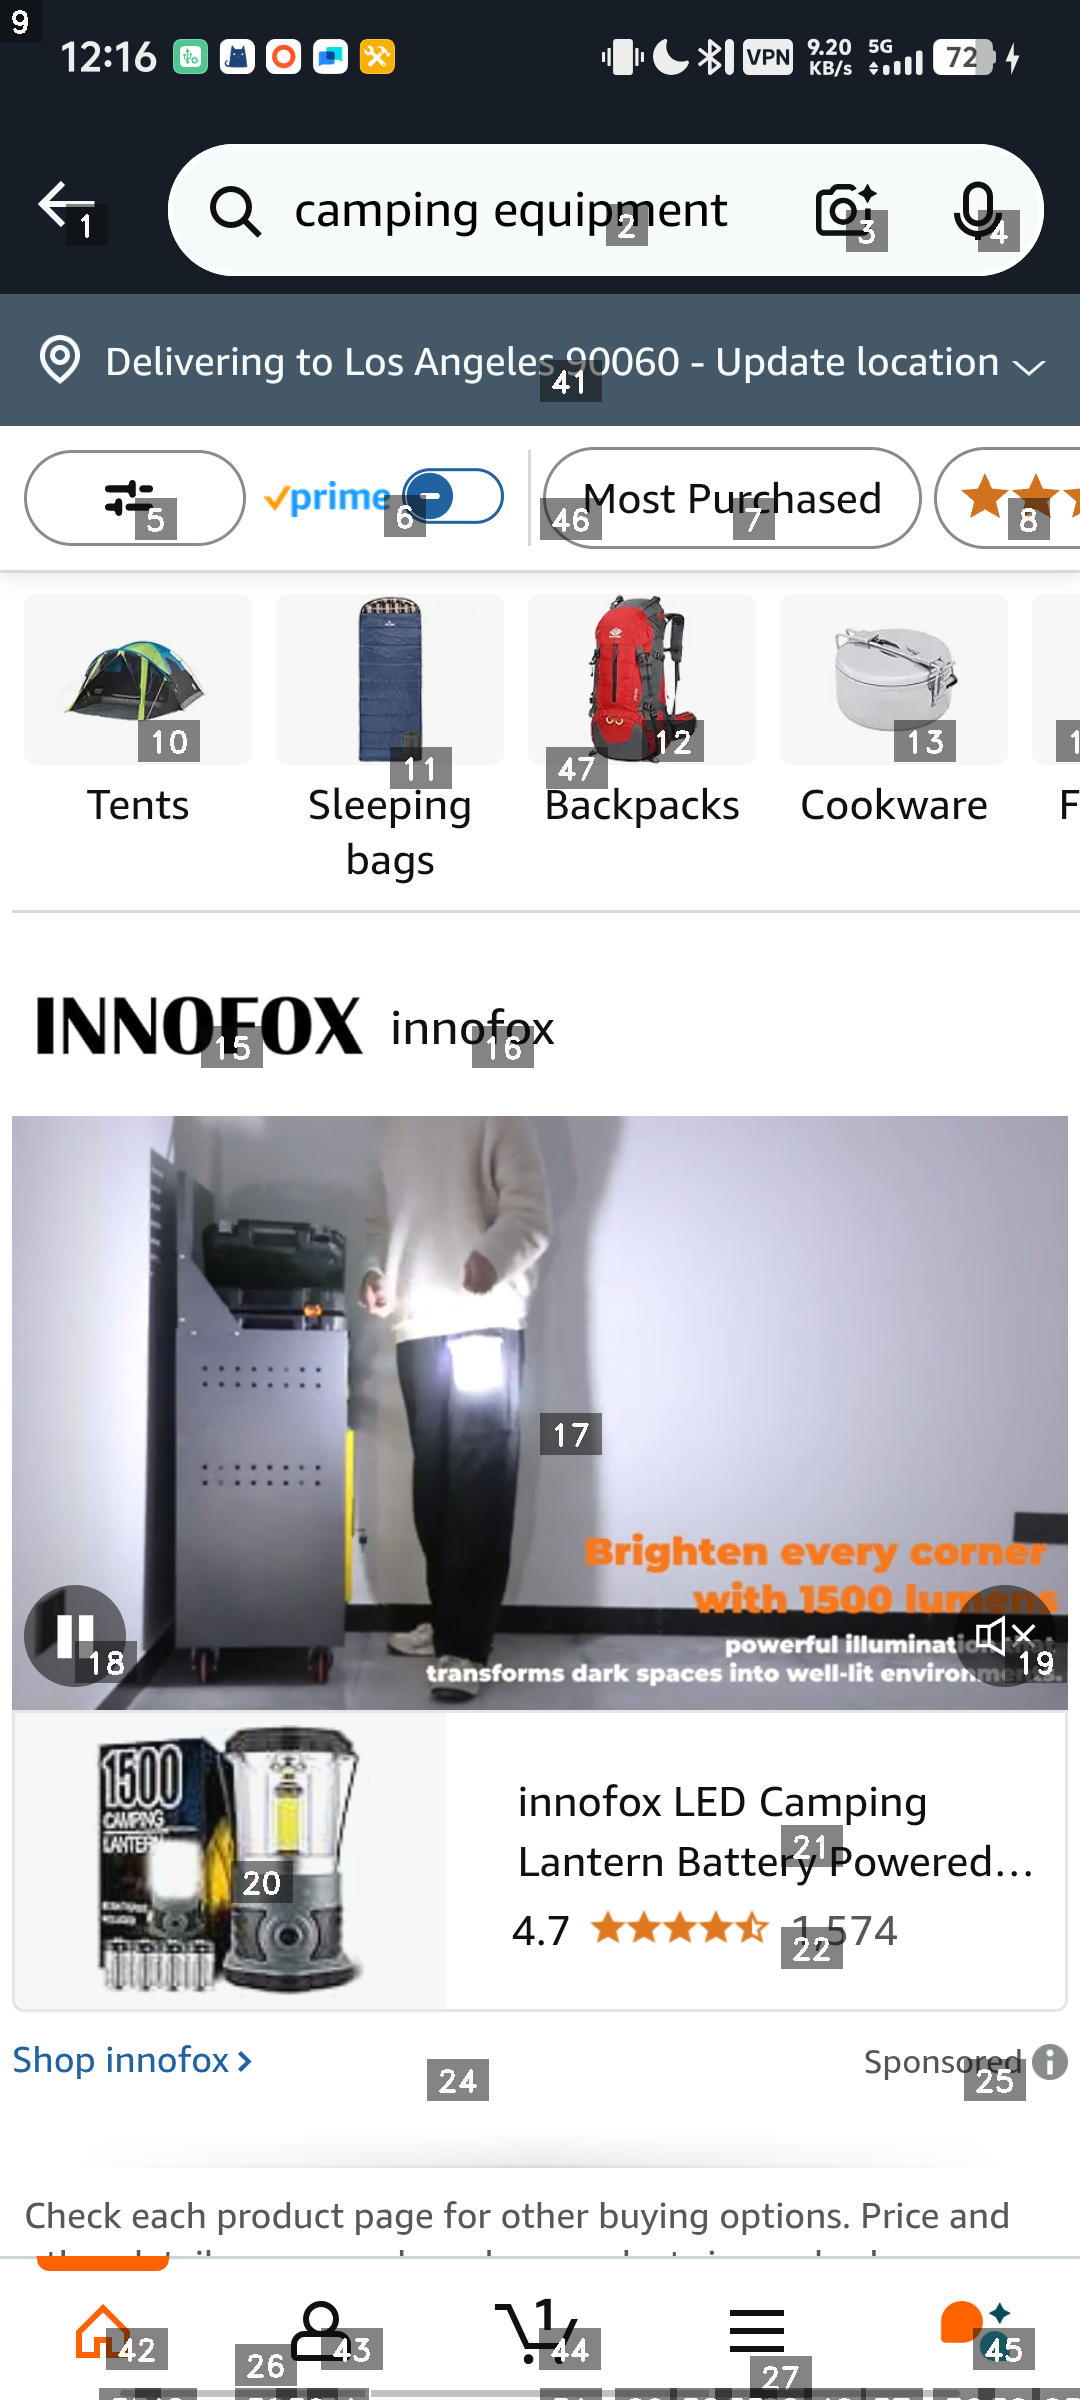 12:16
VPN
9.20 KB/s
5G
72
camping equipment
Delivering to Los Angeles 90060 - Update location
prime
Most Purchased
Tents
Sleeping bags
Backpacks
Cookware
F
INNOFOX
innofox
Brighten every corner
with 1500 lumens
powerful illumination that
transforms dark spaces into well-lit environments.
1500
CAMPING
LANTERN
innofox LED Camping
Lantern Battery Powered...
4.7
1,574
Shop innofox
Sponsored
Check each product page for other buying options. Price and
1
9
1
2
3
4
41
5
6
46
7
8
10
11
47
12
13
1
15
16
17
18
19
20
21
22
24
25
42
26
43
44
27
45